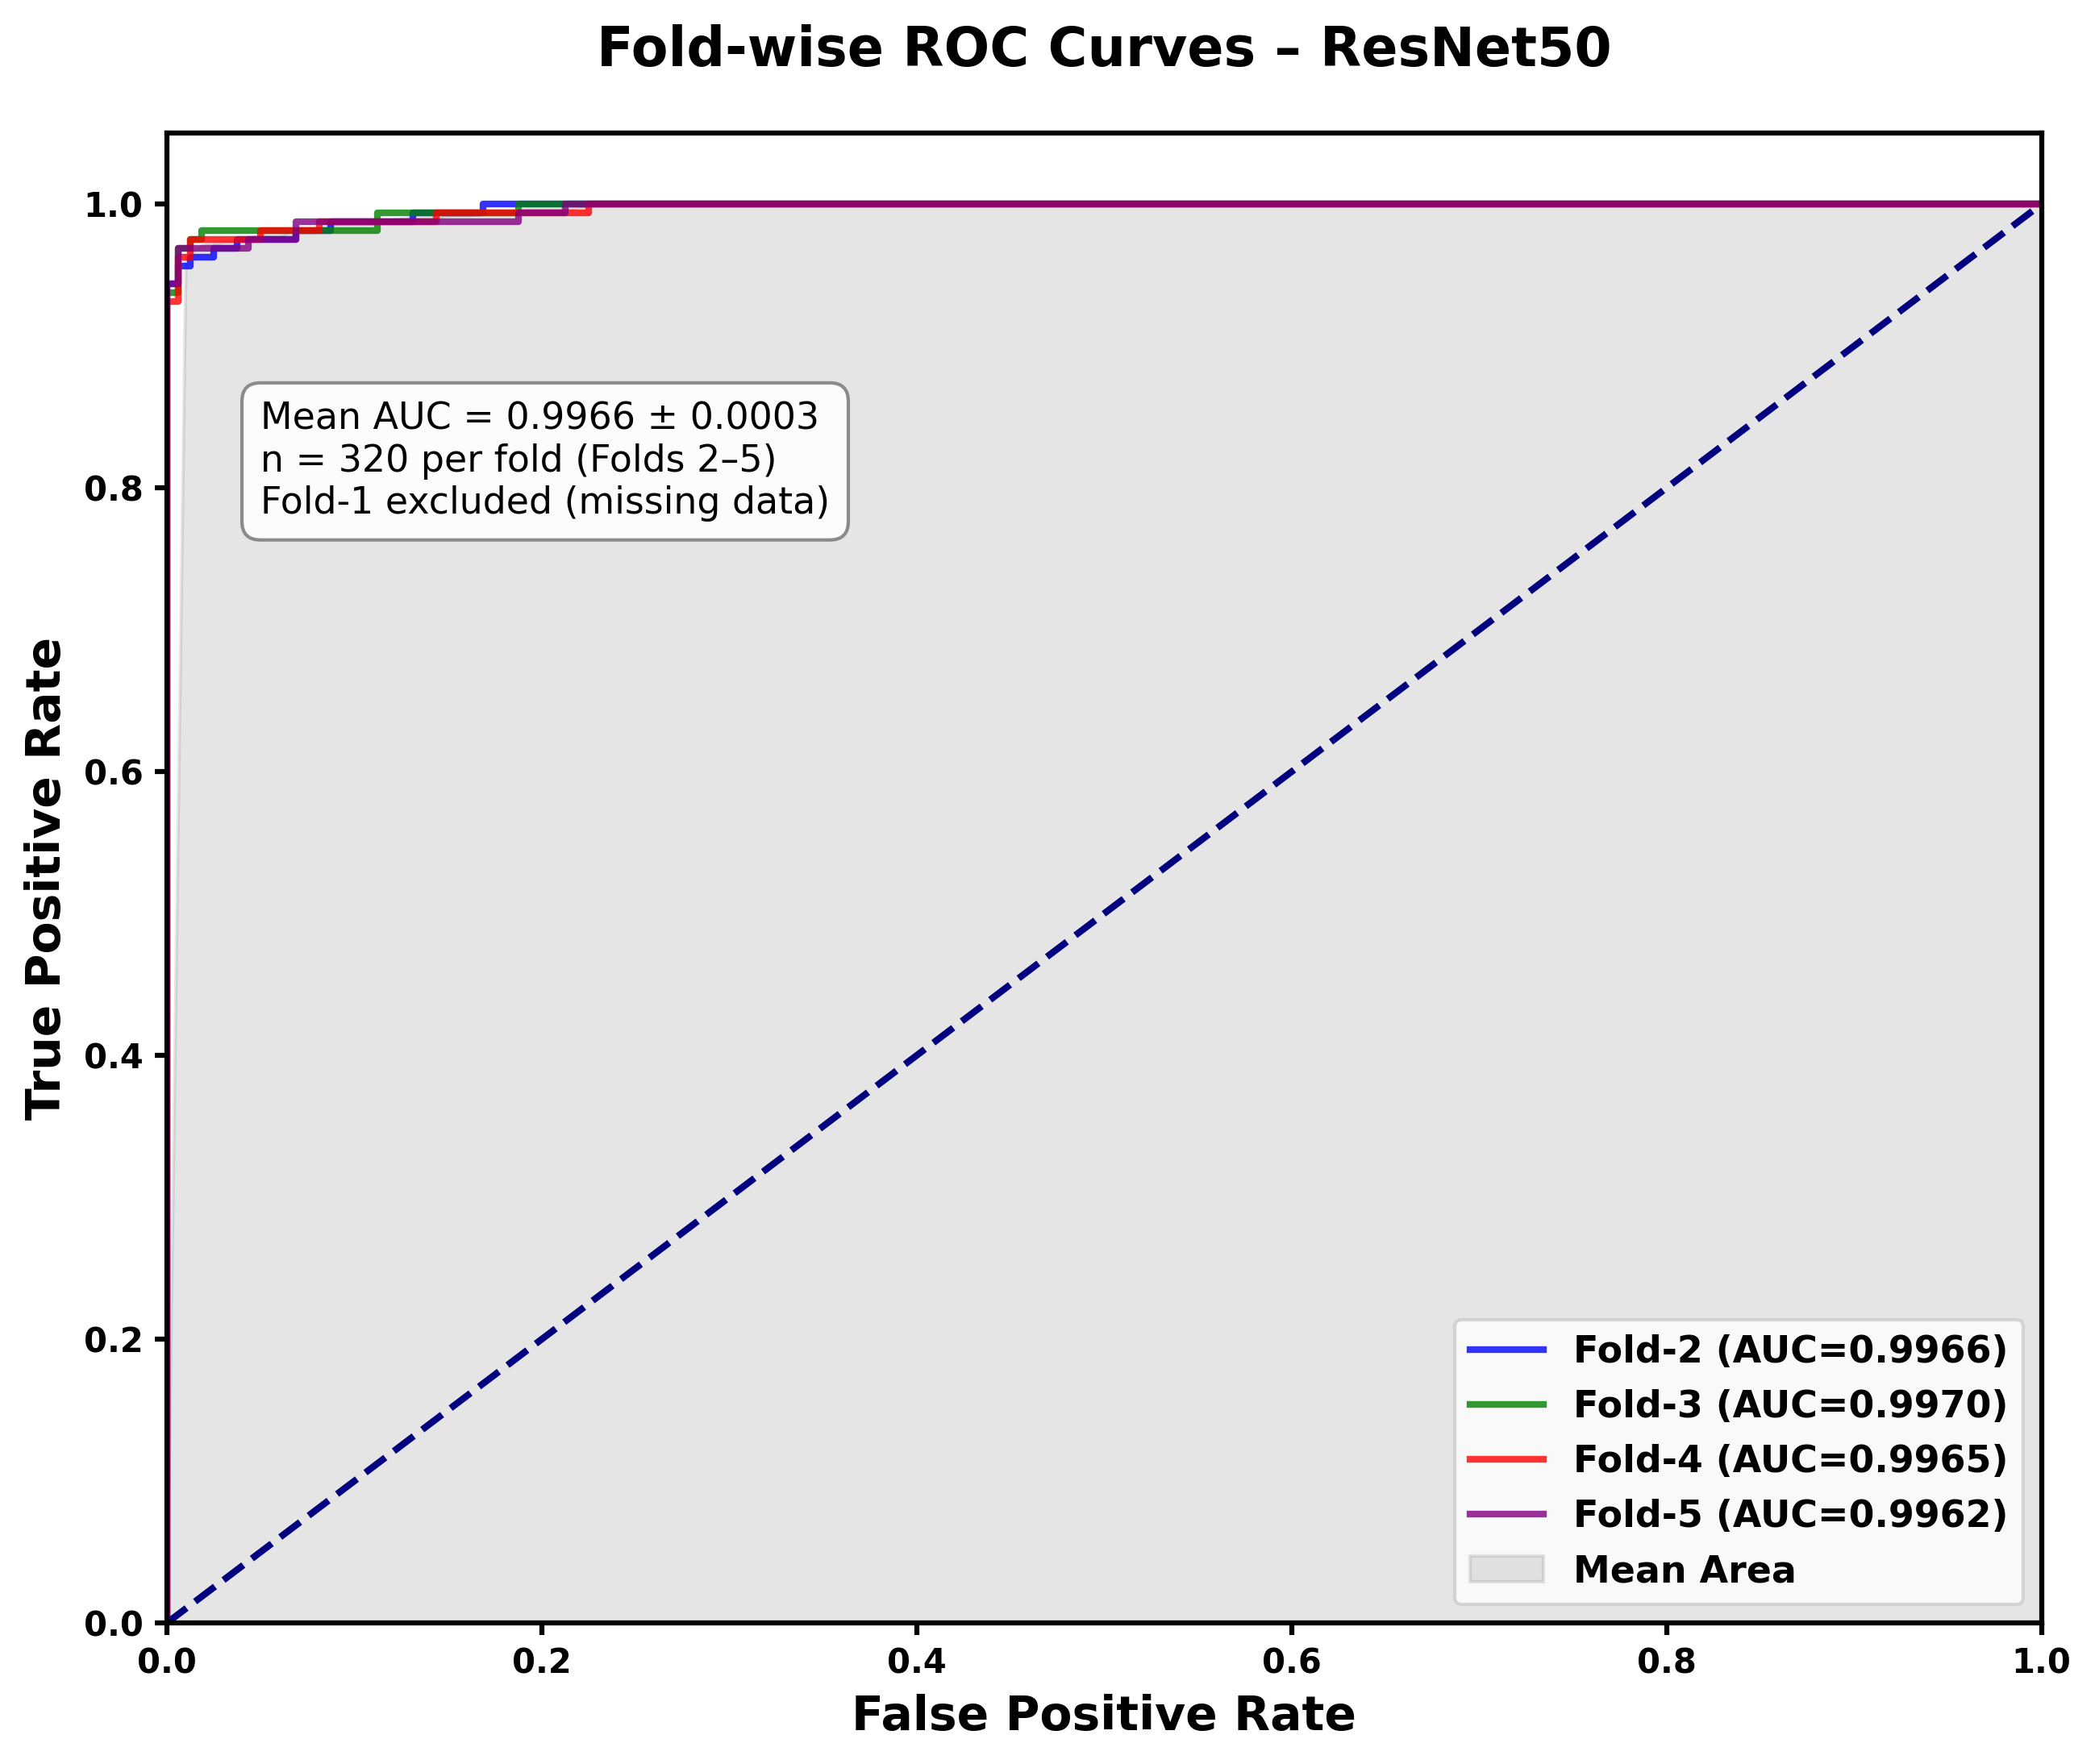 Fold-wise ROC Curves – ResNet50
1.0
0.8
0.6
0.4
0.2
0.0
True Positive Rate
Mean AUC = 0.9966 ± 0.0003
n = 320 per fold (Folds 2–5)
Fold-1 excluded (missing data)
Fold-2 (AUC=0.9966)
Fold-3 (AUC=0.9970)
Fold-4 (AUC=0.9965)
Fold-5 (AUC=0.9962)
Mean Area
0.0
0.2
0.4
0.6
0.8
1.0
False Positive Rate